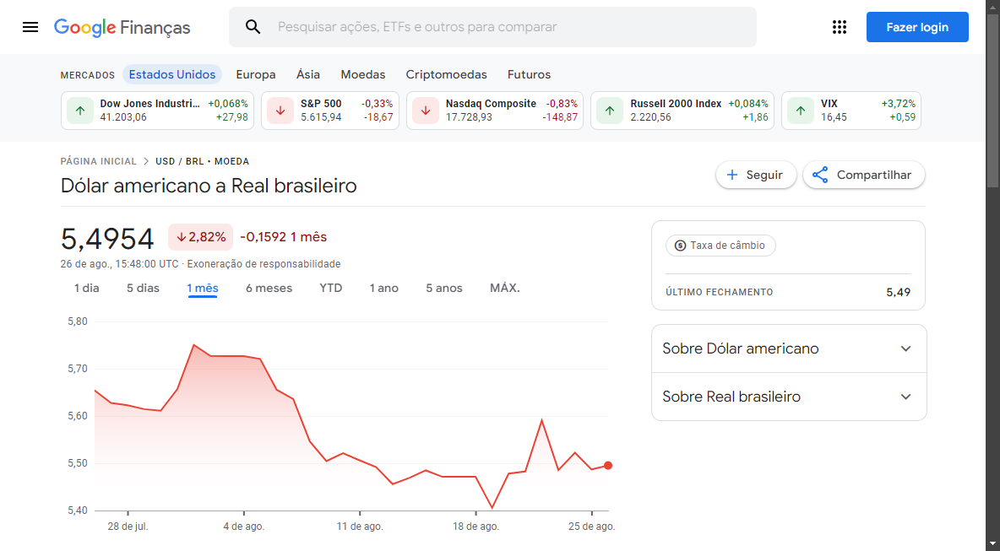 Google Finanças
Pesquisar ações, ETFs e outros para comparar
Fazer login
MERCADOS Estados Unidos Europa Ásia Moedas Criptomoedas Futuros
Dow Jones Industri... +0,068%
41.203,06 +27,98
S&P 500 -0,33%
5.615,94 -18,67
Nasdaq Composite -0,83%
17.728,93 -148,87
Russell 2000 Index +0,084%
2.220,56 +1,86
VIX +3,72%
16,45 +0,59
PÁGINA INICIAL > USD / BRL • MOEDA
Dólar americano a Real brasileiro
+ Seguir
Compartilhar
5,4954 ↓2,82% -0,1592 1 mês
26 de ago., 15:48:00 UTC · Exoneração de responsabilidade
1 dia 5 dias 1 mês 6 meses YTD 1 ano 5 anos MÁX.
5,80
5,70
5,60
5,50
5,40
28 de jul. 4 de ago. 11 de ago. 18 de ago. 25 de ago.
Taxa de câmbio
ÚLTIMO FECHAMENTO 5,49
Sobre Dólar americano
Sobre Real brasileiro